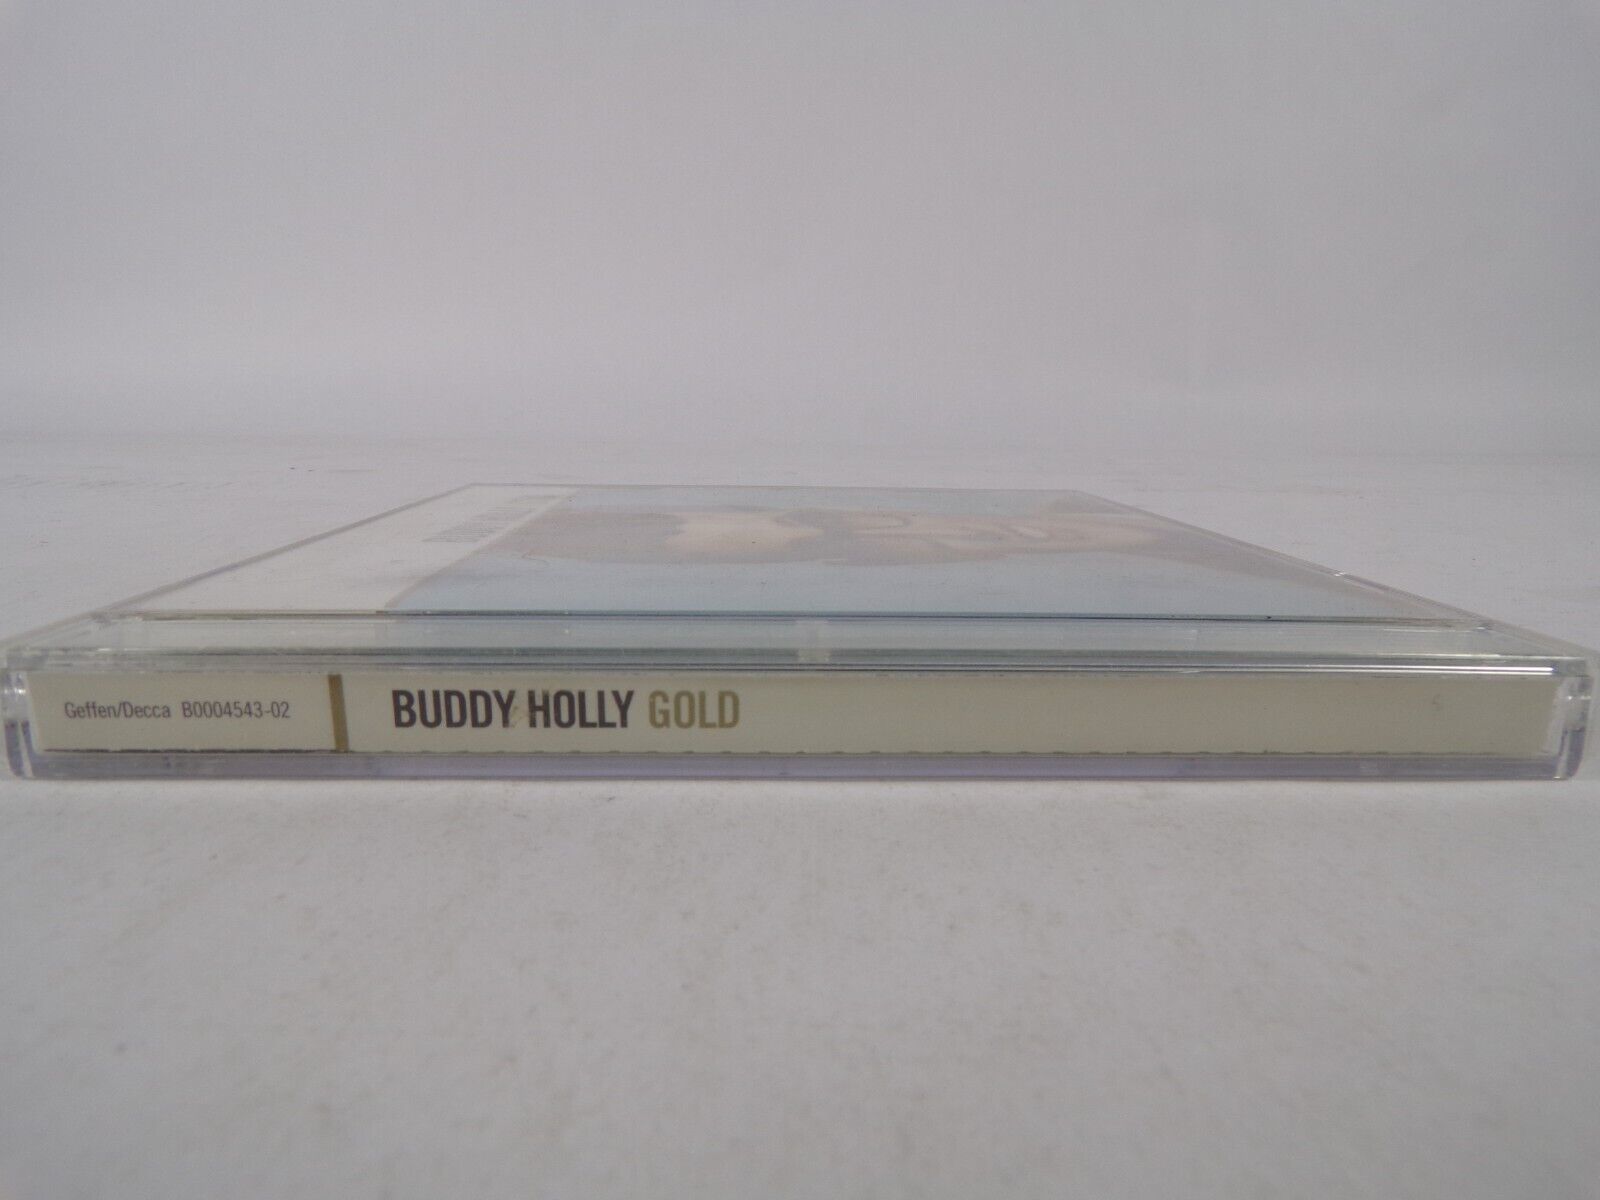 Geffen/Decca B0004543-02 BUDDY HOLLY GOLD